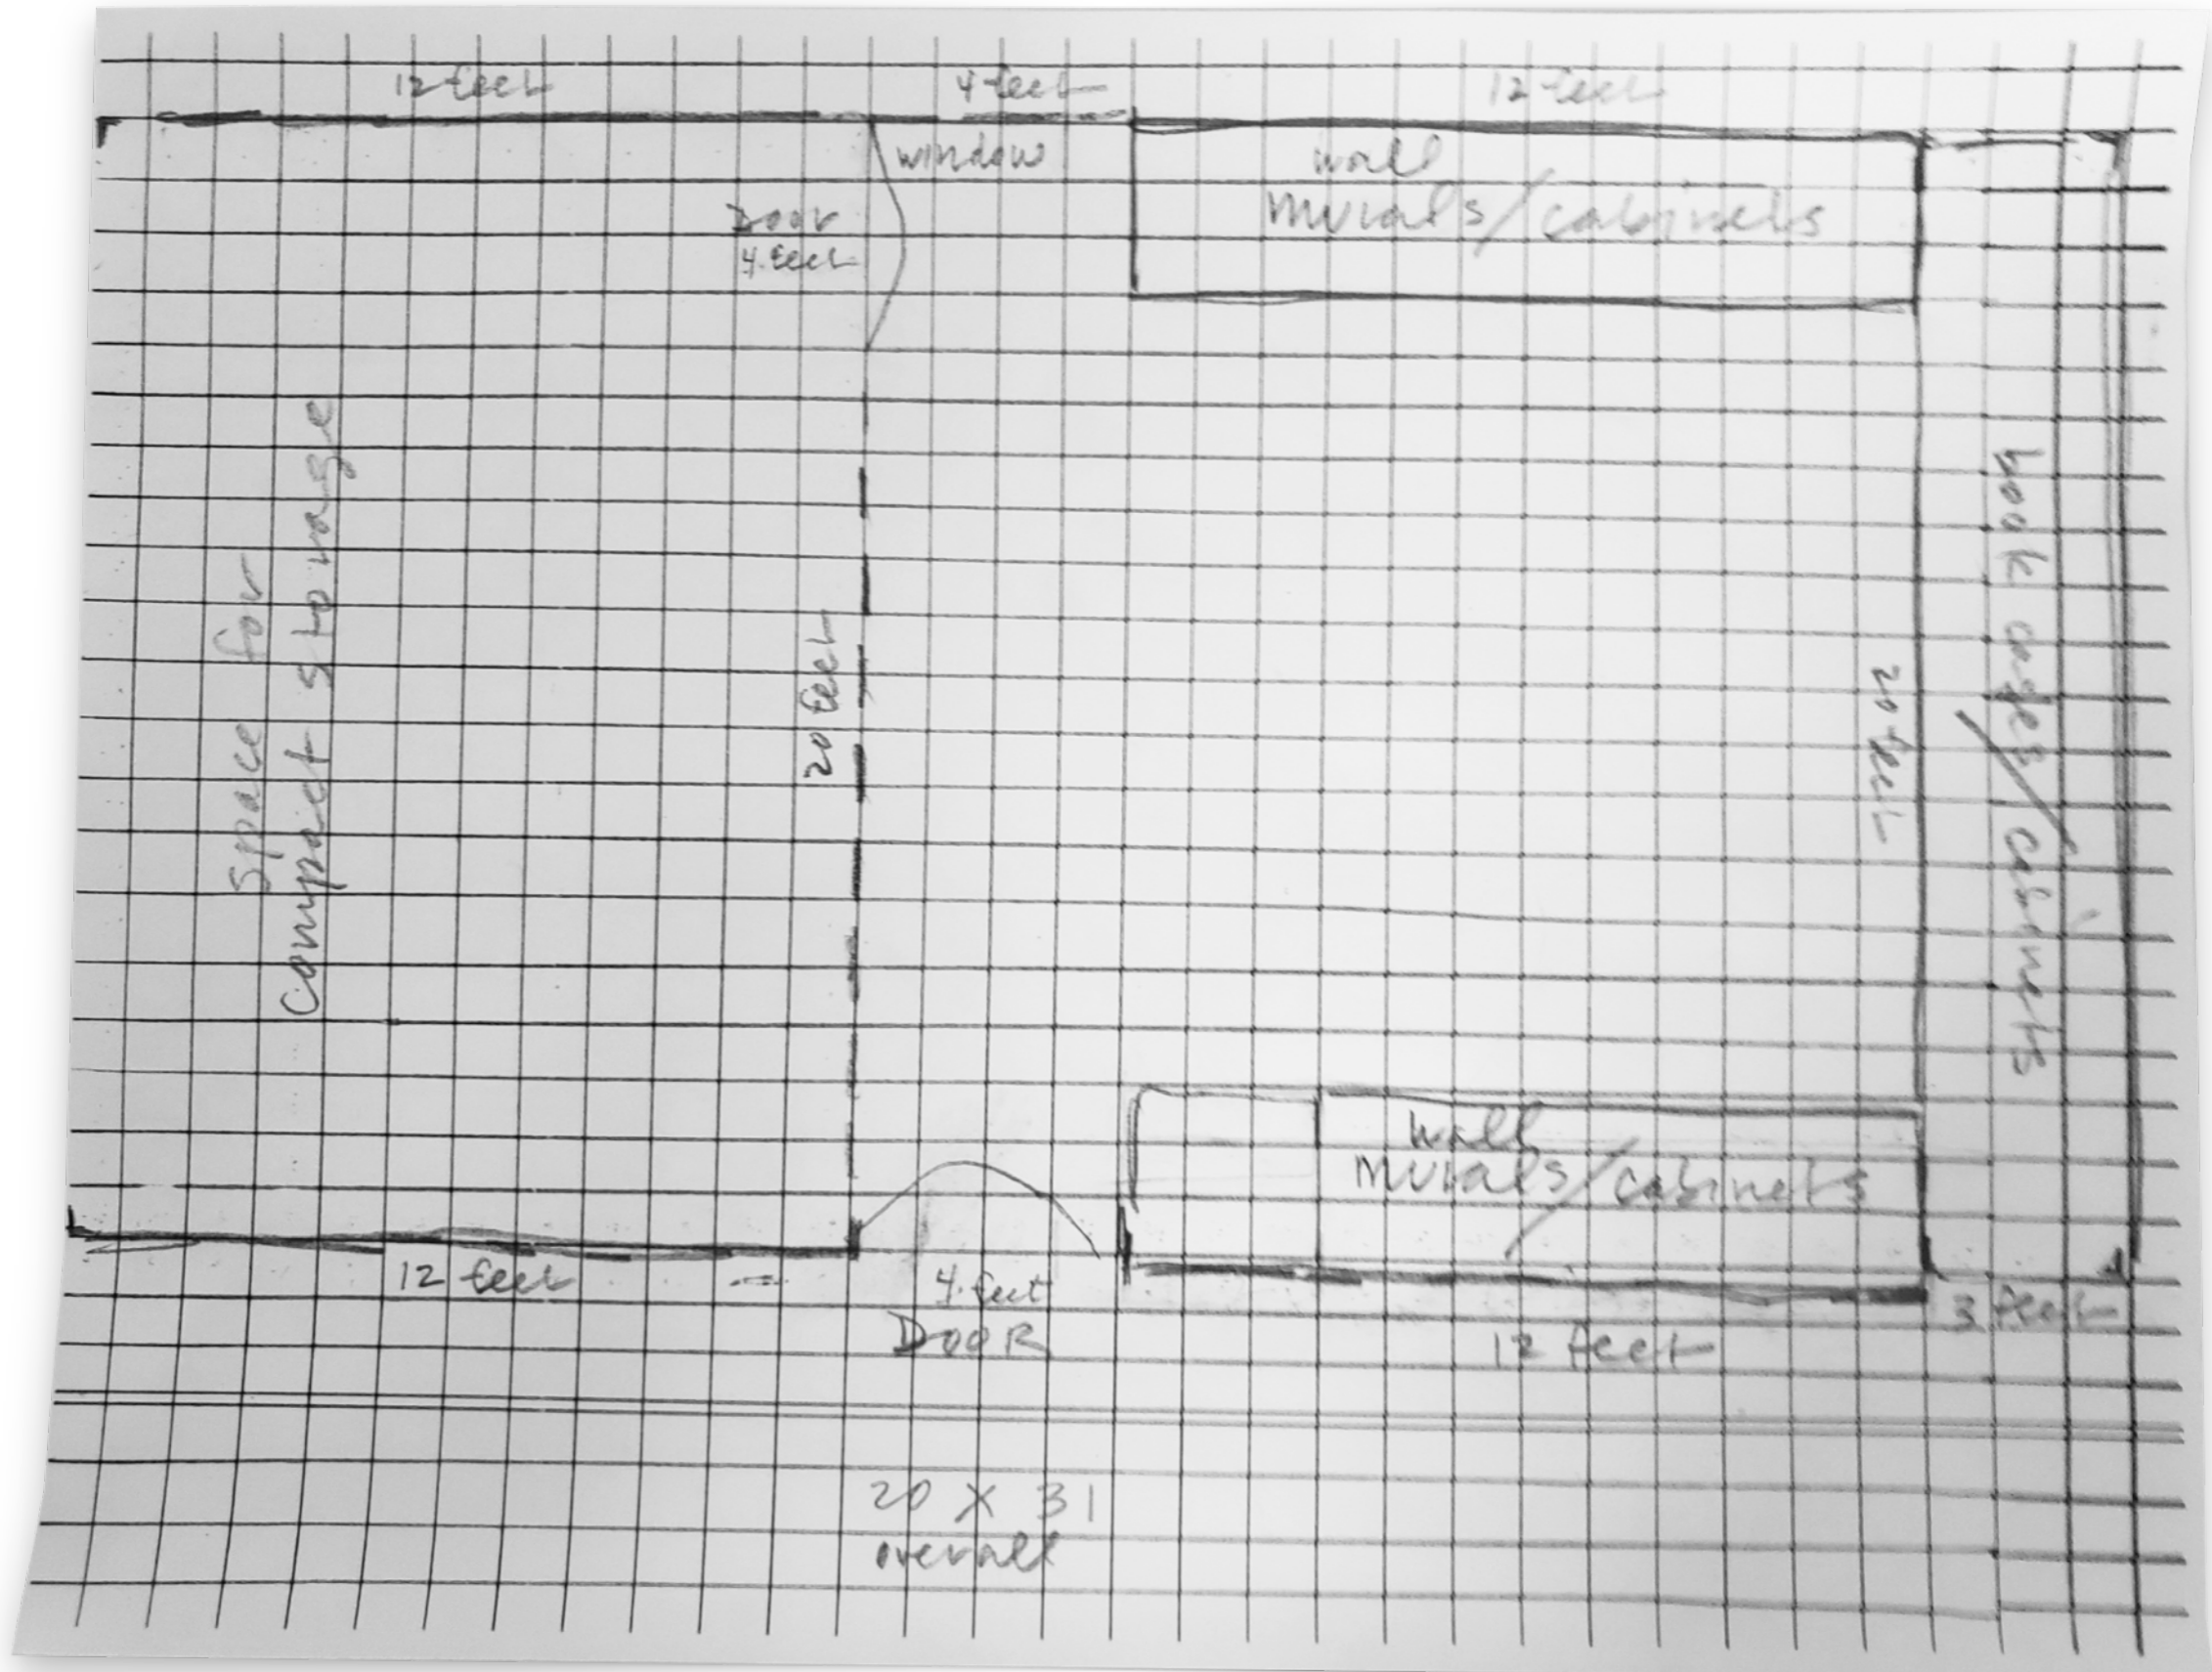 12 feet
4 feet
12 feet
window
Door
4 feet
wall
murals/cabinets
space for
compact storage
20 feet
20 feet
book cases/cabinets
wall
murals/cabinets
12 feet
4 feet
DOOR
12 feet
3 feet
20 X 31
overall